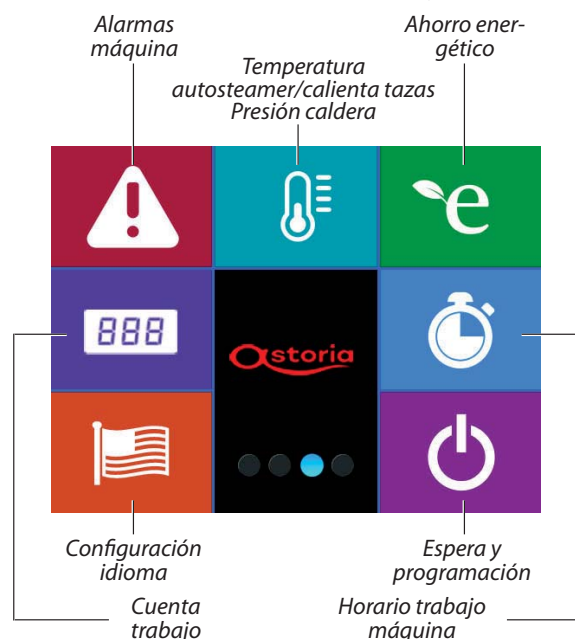 Alarmas
máquina
Temperatura
autosteamer/calienta tazas
Presión caldera
Ahorro ener-
gético
888
astoria
Configuración
idioma
Espera y
programación
Cuenta
trabajo
Horario trabajo
máquina